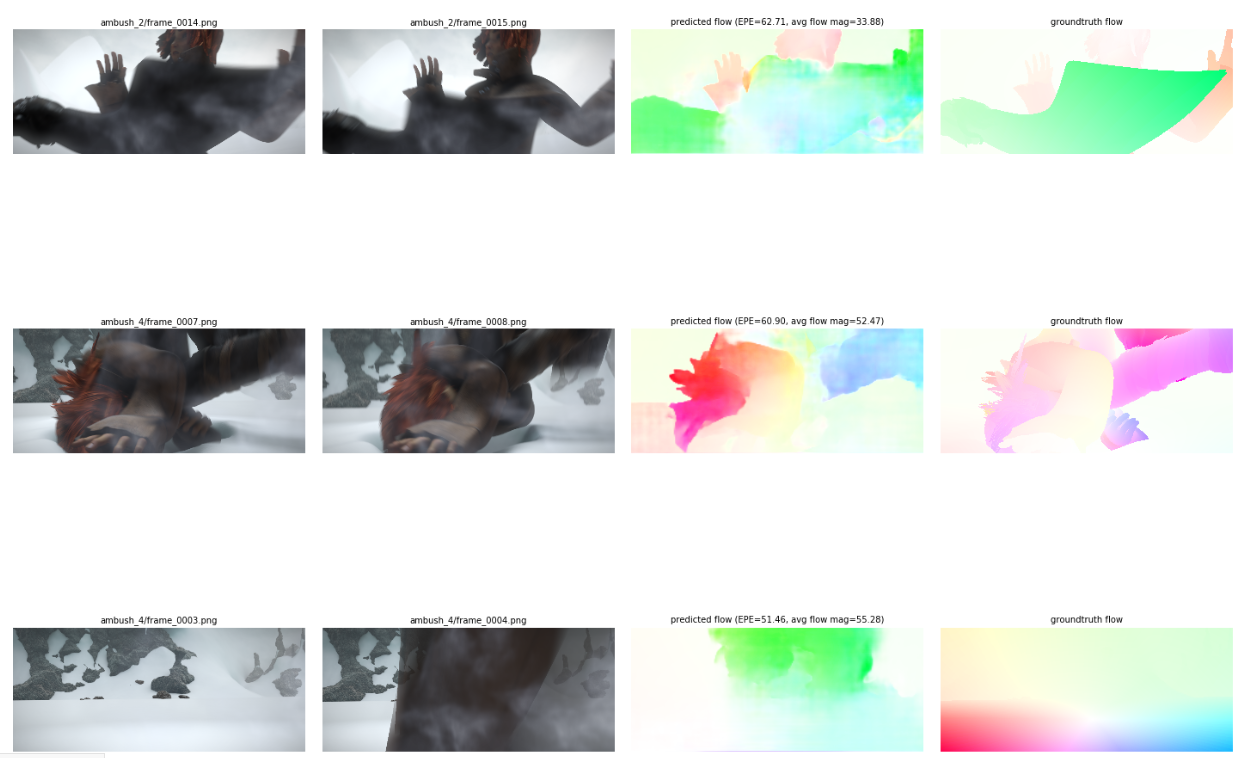 ambush_2/frame_0014.png
ambush_2/frame_0015.png
predicted flow (EPE=62.71, avg flow mag=33.88)
groundtruth flow
ambush_4/frame_0007.png
ambush_4/frame_0008.png
predicted flow (EPE=60.90, avg flow mag=52.47)
groundtruth flow
ambush_4/frame_0003.png
ambush_4/frame_0004.png
predicted flow (EPE=51.46, avg flow mag=55.28)
groundtruth flow